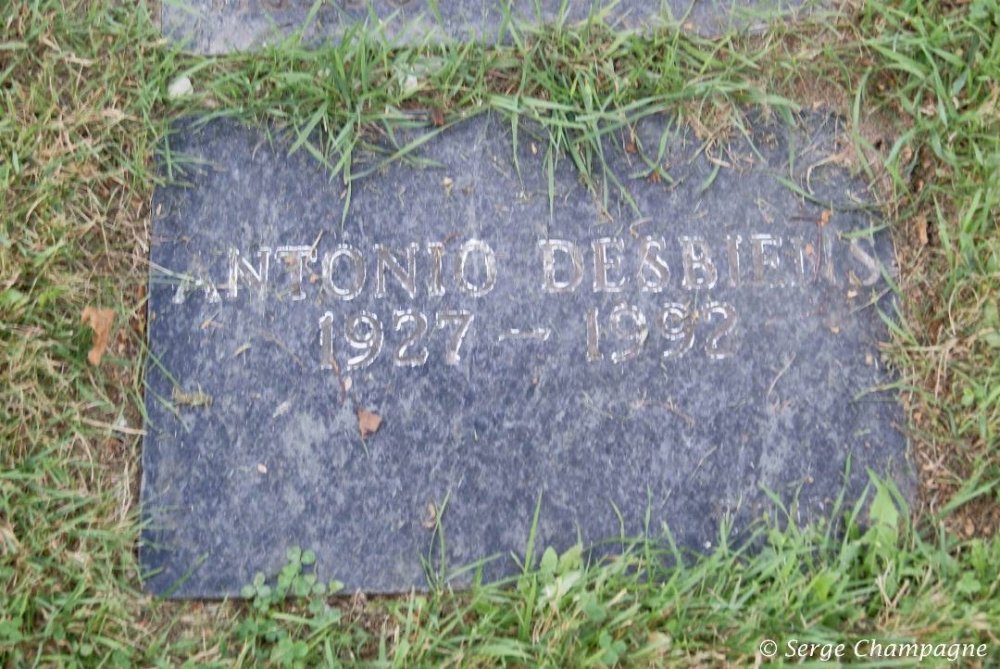 ANTONIO DESBIENS
1927 - 1992
© Serge Champagne